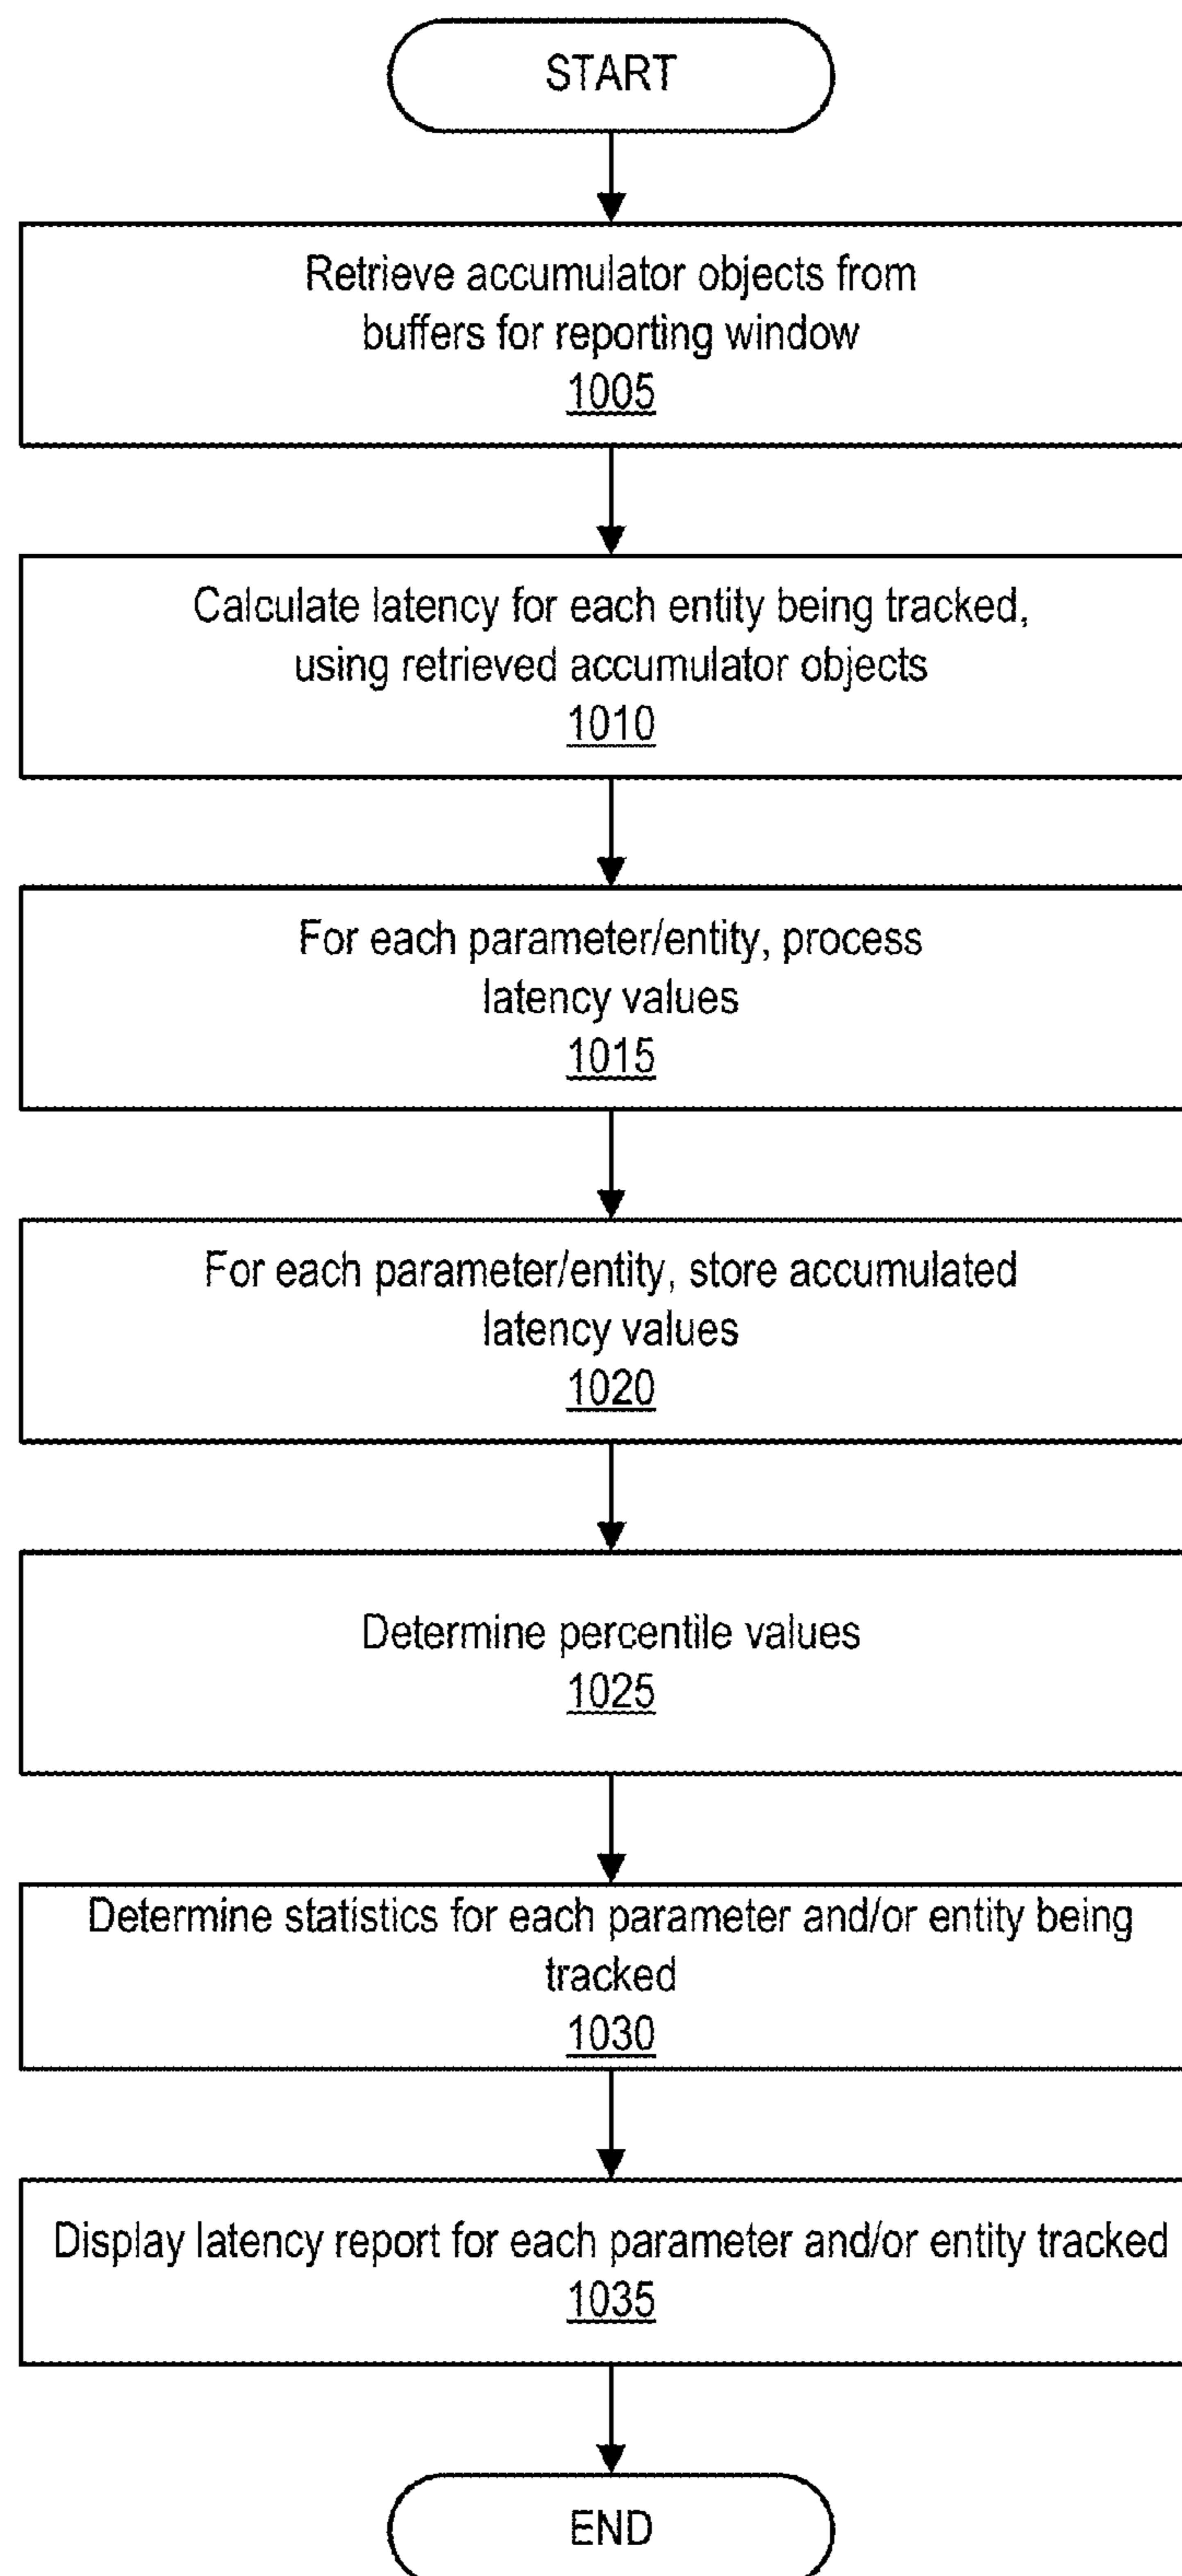 START
Retrieve accumulator objects from
buffers for reporting window
1005
Calculate latency for each entity being tracked,
using retrieved accumulator objects
1010
For each parameter/entity, process
latency values
1015
For each parameter/entity, store accumulated
latency values
1020
Determine percentile values
1025
Determine statistics for each parameter and/or entity being
tracked
1030
Display latency report for each parameter and/or entity tracked
1035
END